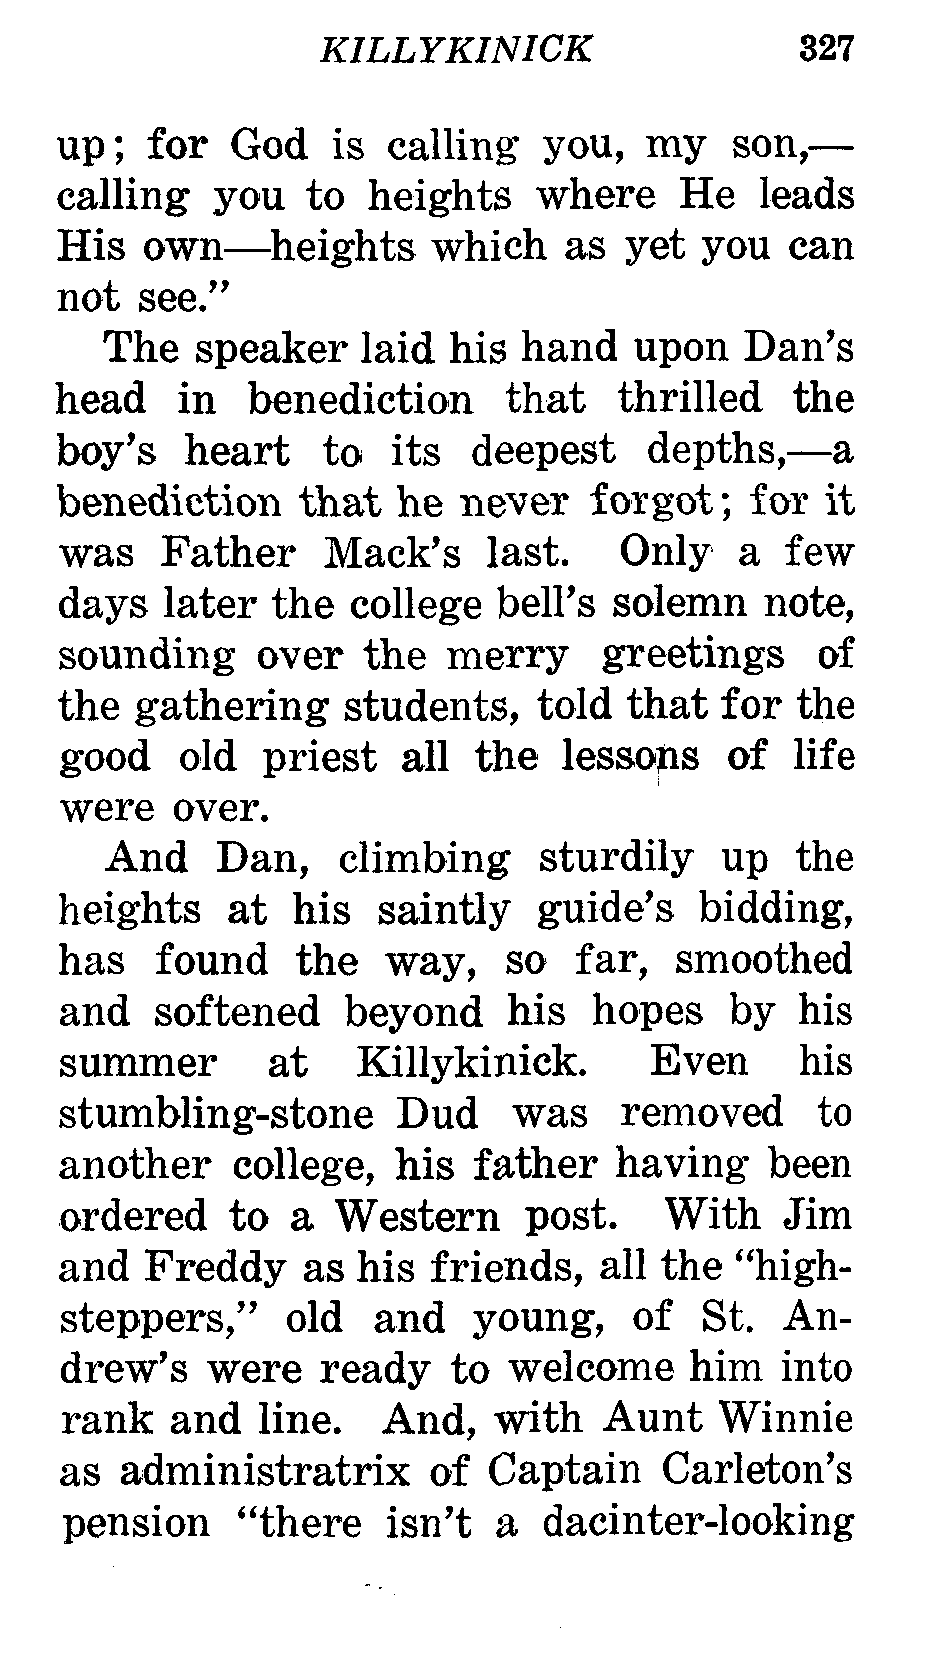 KILLYKINICK 327
up; for God is calling you, my son,—
calling you to heights where He leads
His own—heights which as yet you can
not see."
The speaker laid his hand upon Dan's
head in benediction that thrilled the
boy's heart to its deepest depths,—a
benediction that he never forgot; for it
was Father Mack's last. Only a few
days later the college bell's solemn note,
sounding over the merry greetings of
the gathering students, told that for the
good old priest all the lessons of life
were over.
And Dan, climbing sturdily up the
heights at his saintly guide's bidding,
has found the way, so far, smoothed
and softened beyond his hopes by his
summer at Killykinick. Even his
stumbling-stone Dud was removed to
another college, his father having been
ordered to a Western post. With Jim
and Freddy as his friends, all the "high-
steppers," old and young, of St. An-
drew's were ready to welcome him into
rank and line. And, with Aunt Winnie
as administratrix of Captain Carleton's
pension "there isn't a dacinter-looking